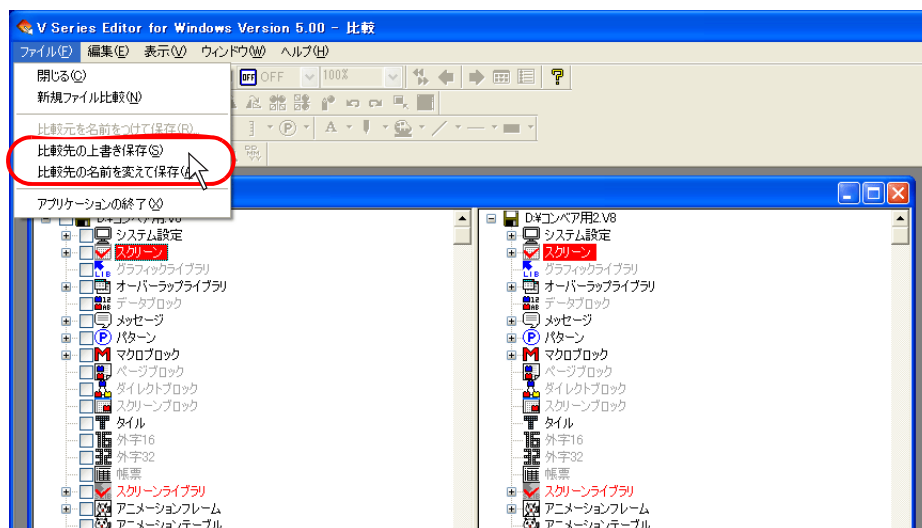 V Series Editor for Windows Version 5.00 - 比較
ファイル(F) 編集(E) 表示(V) ウィンドウ(W) ヘルプ(H)
閉じる(C)
新規ファイル比較(N)
比較元を名前をつけて保存(R)
比較先の上書き保存(S)
比較先の名前を変えて保存(
アプリケーションの終了(X)
OFF OFF 100%
D:¥コンベア用.V8
システム設定
スクリーン
グラフィックライブラリ
オーバーラップライブラリ
データブロック
メッセージ
パターン
マクロブロック
ページブロック
ダイレクトブロック
スクリーンブロック
タイル
外字16
外字32
帳票
スクリーンライブラリ
アニメーションフレーム
アニメーションテーブル
D:¥コンベア用2.V8
システム設定
スクリーン
グラフィックライブラリ
オーバーラップライブラリ
データブロック
メッセージ
パターン
マクロブロック
ページブロック
ダイレクトブロック
スクリーンブロック
タイル
外字16
外字32
帳票
スクリーンライブラリ
アニメーションフレーム
アニメーションテーブル